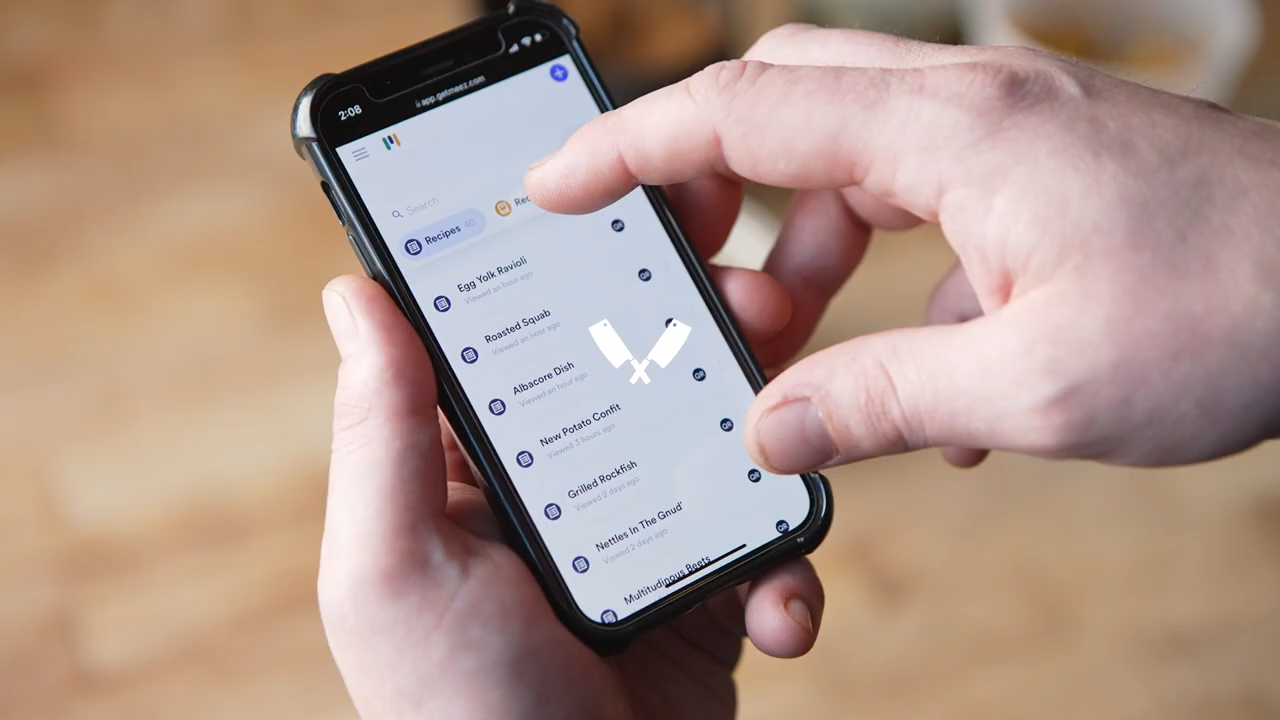 2:08
app.getmeez.com
Search
Recipes 40
Rec
Egg Yolk Ravioli
Viewed an hour ago
Roasted Squab
Viewed an hour ago
Albacore Dish
Viewed an hour ago
New Potato Confit
Viewed 3 hours ago
Grilled Rockfish
Viewed 2 days ago
Nettles In The Gnud'
Viewed 2 days ago
Multitudinous Beets